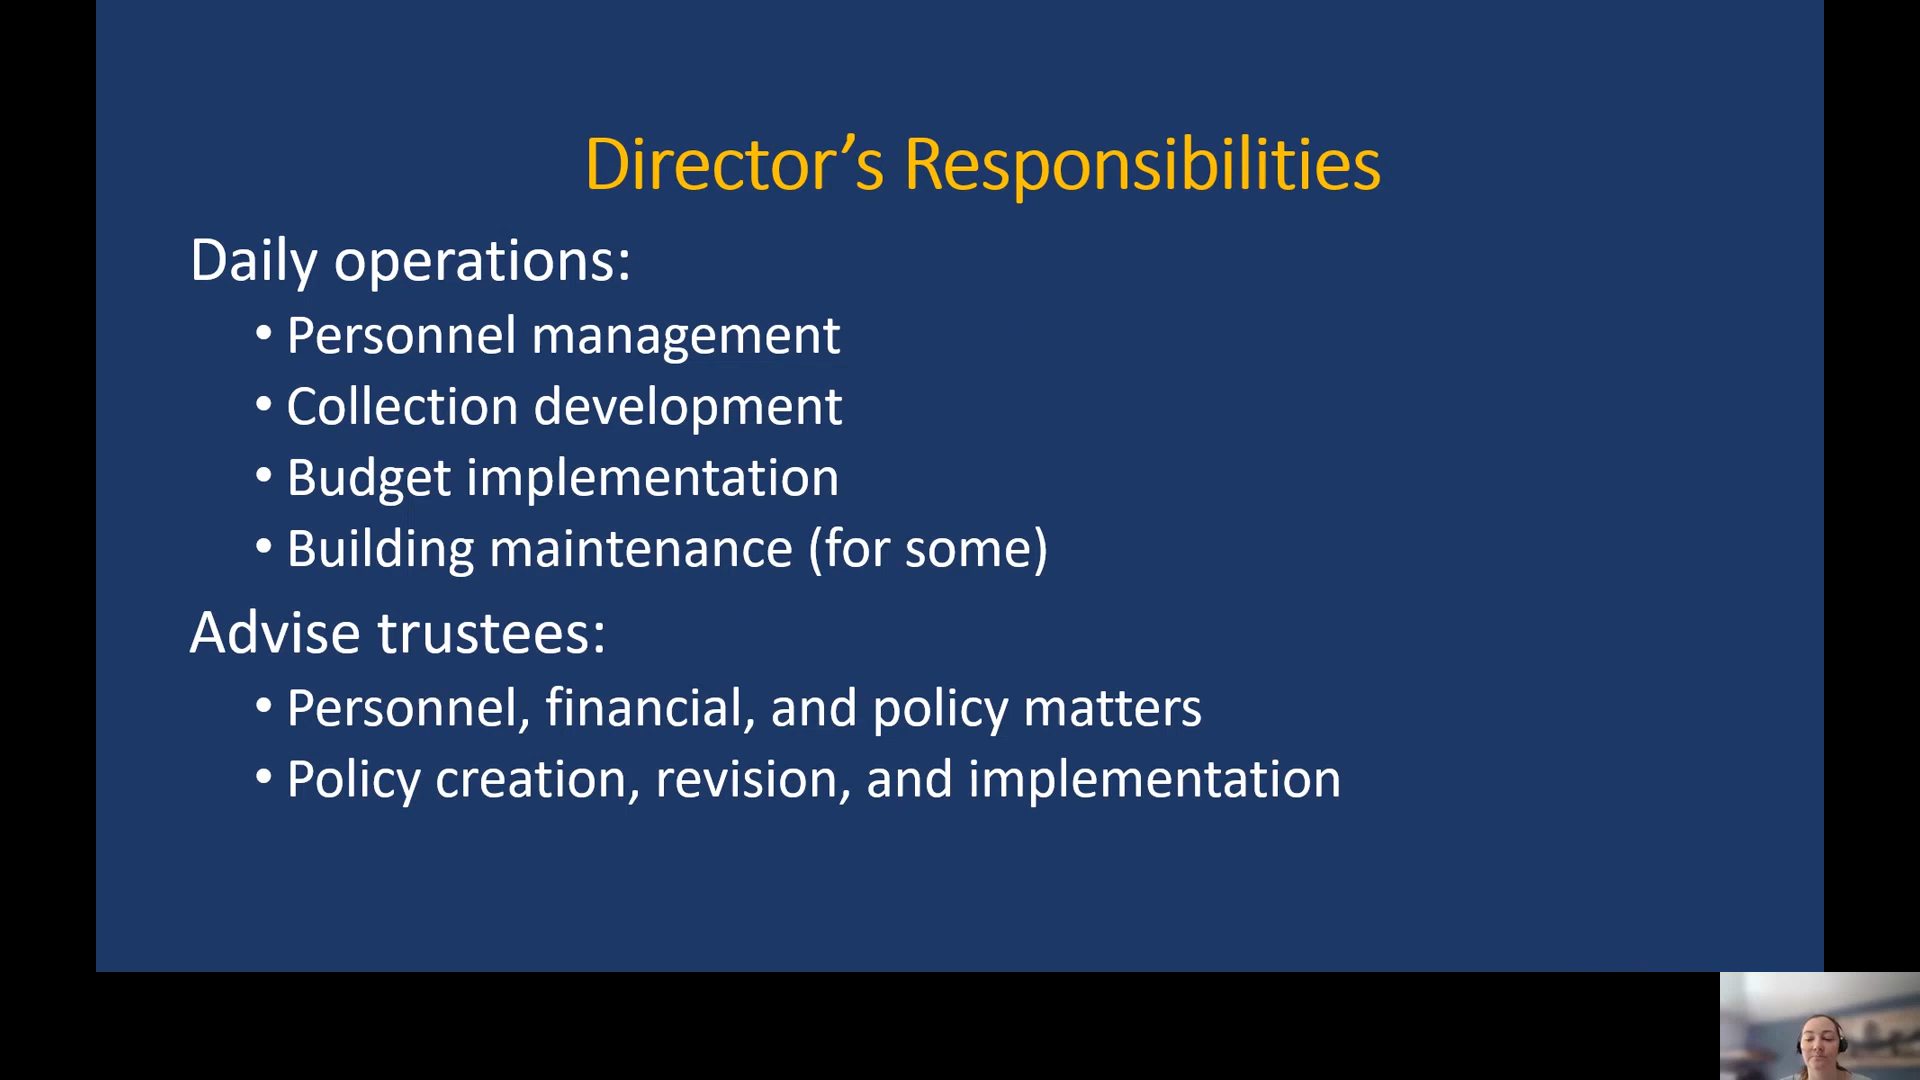 Director’s Responsibilities
Daily operations:
• Personnel management
• Collection development
• Budget implementation
• Building maintenance (for some)
Advise trustees:
• Personnel, financial, and policy matters
• Policy creation, revision, and implementation